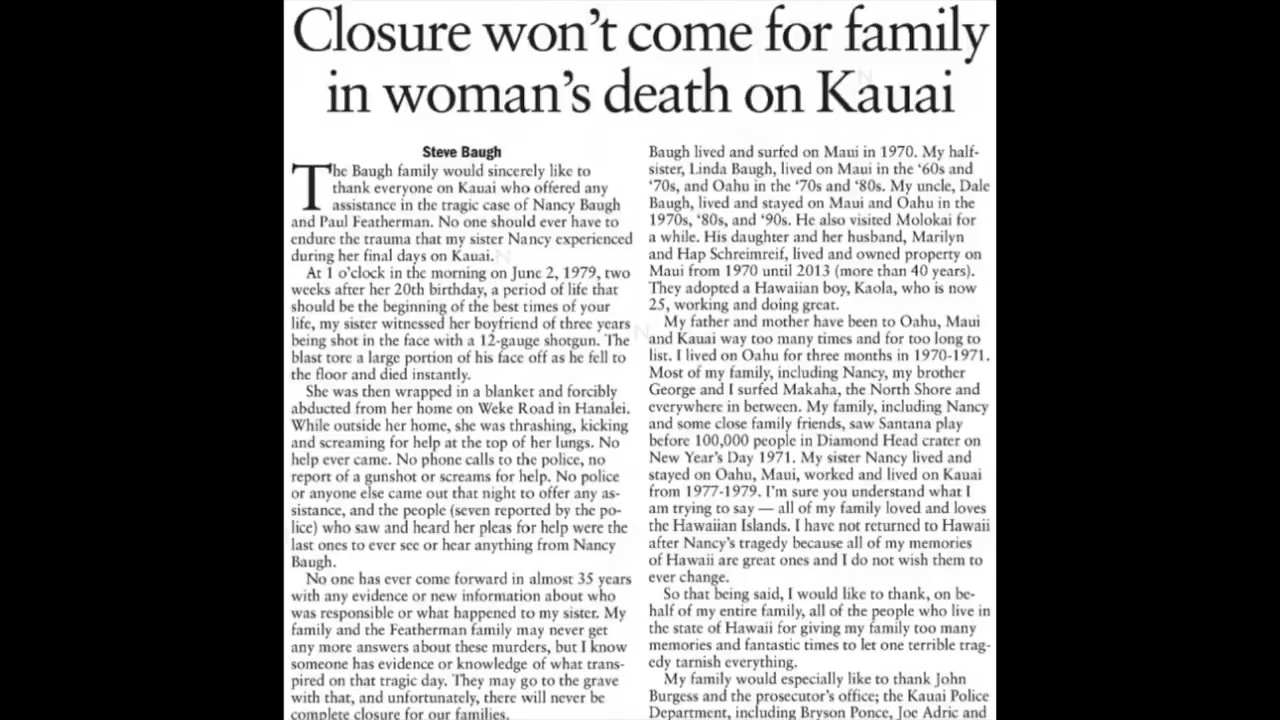 Closure won't come for family
in woman's death on Kauai
Steve Baugh
The Baugh family would sincerely like to
thank everyone on Kauai who offered any
assistance in the tragic case of Nancy Baugh
and Paul Featherman. No one should ever have to
endure the trauma that my sister Nancy experienced
during her final days on Kauai.
At 1 o'clock in the morning on June 2, 1979, two
weeks after her 20th birthday, a period of life that
should be the beginning of the best times of your
life, my sister witnessed her boyfriend of three years
being shot in the face with a 12-gauge shotgun. The
blast tore a large portion of his face off as he fell to
the floor and died instantly.
She was then wrapped in a blanket and forcibly
abducted from her home on Weke Road in Hanalei.
While outside her home, she was thrashing, kicking
and screaming for help at the top of her lungs. No
help ever came. No phone calls to the police, no
report of a gunshot or screams for help. No police
or anyone else came out that night to offer any as-
sistance, and the people (seven reported by the po-
lice) who saw and heard her pleas for help were the
last ones to ever see or hear anything from Nancy
Baugh.
No one has ever come forward in almost 35 years
with any evidence or new information about who
was responsible or what happened to my sister. My
family and the Featherman family may never get
any more answers about these murders, but I know
someone has evidence or knowledge of what trans-
pired on that tragic day. They may go to the grave
with that, and unfortunately, there will never be
complete closure for our families.
Baugh lived and surfed on Maui in 1970. My half-
sister, Linda Baugh, lived on Maui in the '60s and
'70s, and Oahu in the '70s and '80s. My uncle, Dale
Baugh, lived and stayed on Maui and Oahu in the
1970s, '80s, and '90s. He also visited Molokai for
a while. His daughter and her husband, Marilyn
and Hap Schreimreif, lived and owned property on
Maui from 1970 until 2013 (more than 40 years).
They adopted a Hawaiian boy, Kaola, who is now
25, working and doing great.
My father and mother have been to Oahu, Maui
and Kauai way too many times and for too long to
list. I lived on Oahu for three months in 1970-1971.
Most of my family, including Nancy, my brother
George and I surfed Makaha, the North Shore and
everywhere in between. My family, including Nancy
and some close family friends, saw Santana play
before 100,000 people in Diamond Head crater on
New Year's Day 1971. My sister Nancy lived and
stayed on Oahu, Maui, worked and lived on Kauai
from 1977-1979. I'm sure you understand what I
am trying to say — all of my family loved and loves
the Hawaiian Islands. I have not returned to Hawaii
after Nancy's tragedy because all of my memories
of Hawaii are great ones and I do not wish them to
ever change.
So that being said, I would like to thank, on be-
half of my entire family, all of the people who live in
the state of Hawaii for giving my family too many
memories and fantastic times to let one terrible trag-
edy tarnish everything.
My family would especially like to thank John
Burgess and the prosecutor's office; the Kauai Police
Department, including Bryson Ponce, Joe Adric and